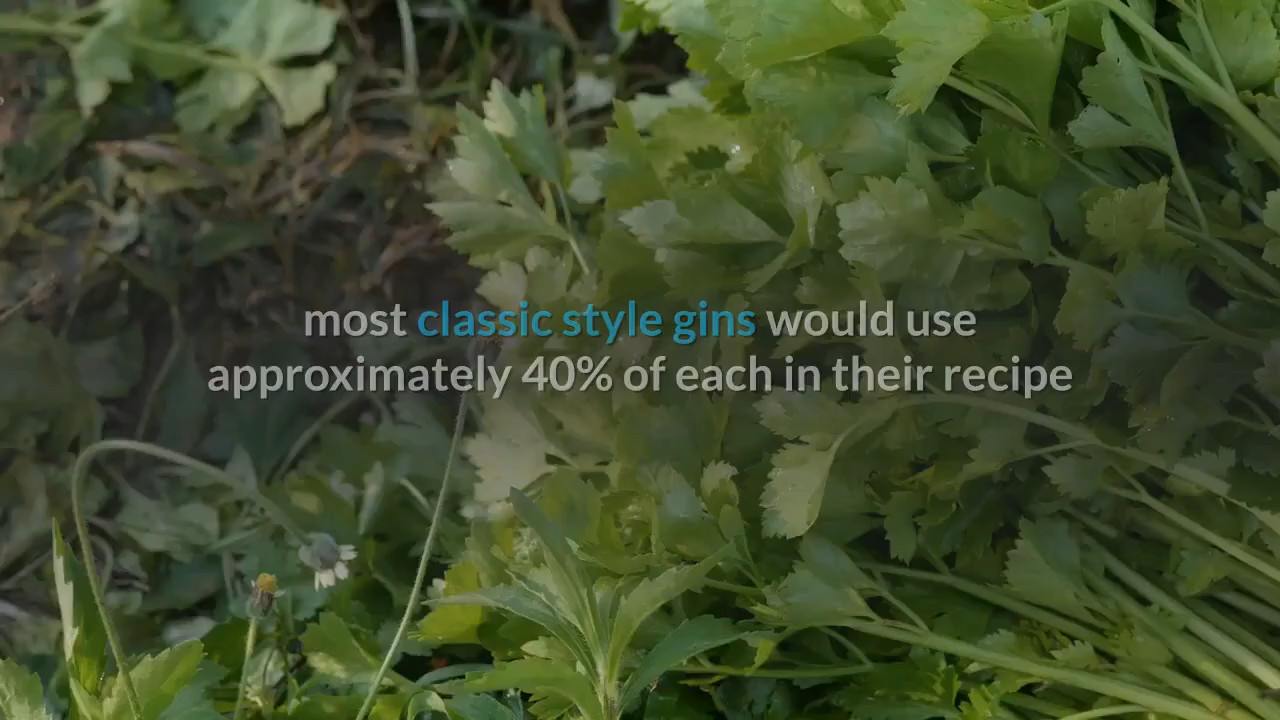 most classic style gins would use
approximately 40% of each in their recipe